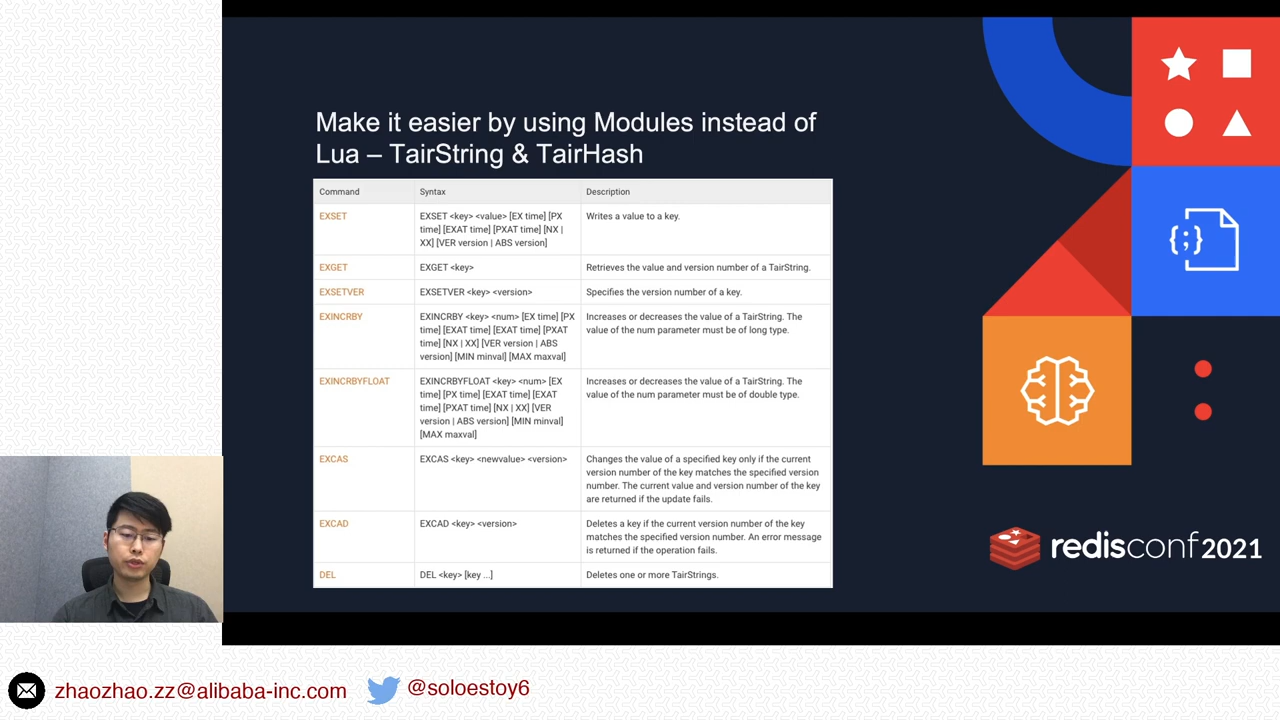 Make it easier by using Modules instead of
Lua – TairString & TairHash
Command Syntax Description
EXSET EXSET <key> <value> [EX time] [PX Writes a value to a key.
time] [EXAT time] [PXAT time] [NX |
XX] [VER version | ABS version]
EXGET EXGET <key> Retrieves the value and version number of a TairString.
EXSETVER EXSETVER <key> <version> Specifies the version number of a key.
EXINCRBY EXINCRBY <key> <num> [EX time] [PX Increases or decreases the value of a TairString. The
time] [EXAT time] [EXAT time] [PXAT value of the num parameter must be of long type.
time] [NX | XX] [VER version | ABS
version] [MIN minval] [MAX maxval]
EXINCRBYFLOAT EXINCRBYFLOAT <key> <num> [EX Increases or decreases the value of a TairString. The
time] [PX time] [EXAT time] [EXAT value of the num parameter must be of double type.
time] [PXAT time] [NX | XX] [VER
version | ABS version] [MIN minval]
[MAX maxval]
EXCAS EXCAS <key> <newvalue> <version> Changes the value of a specified key only if the current
version number of the key matches the specified version
number. The current value and version number of the key
are returned if the update fails.
EXCAD EXCAD <key> <version> Deletes a key if the current version number of the key
matches the specified version number. An error message
is returned if the operation fails.
DEL DEL <key> [key ...] Deletes one or more TairStrings.
{;}
redisconf 2021
zhaozhao.zz@alibaba-inc.com @soloestoy6